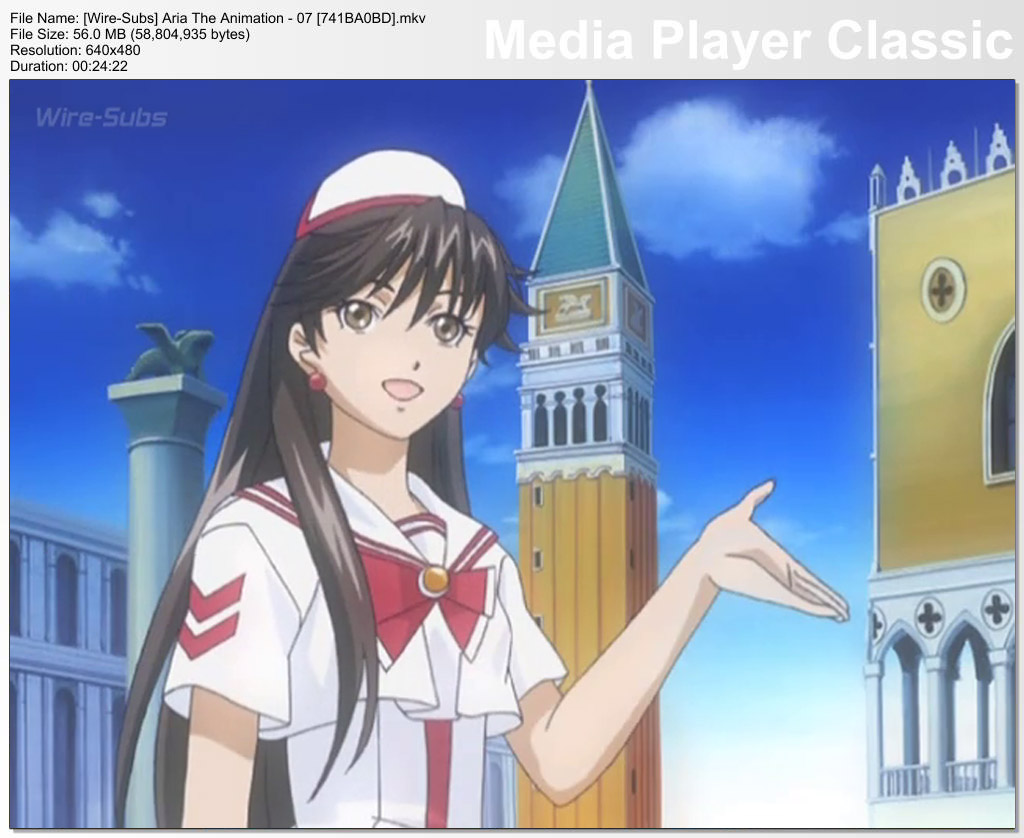 File Name: [Wire-Subs] Aria The Animation - 07 [741BA0BD].mkv
File Size: 56.0 MB (58,804,935 bytes)
Resolution: 640x480
Duration: 00:24:22
Media Player Classic
Wire-Subs